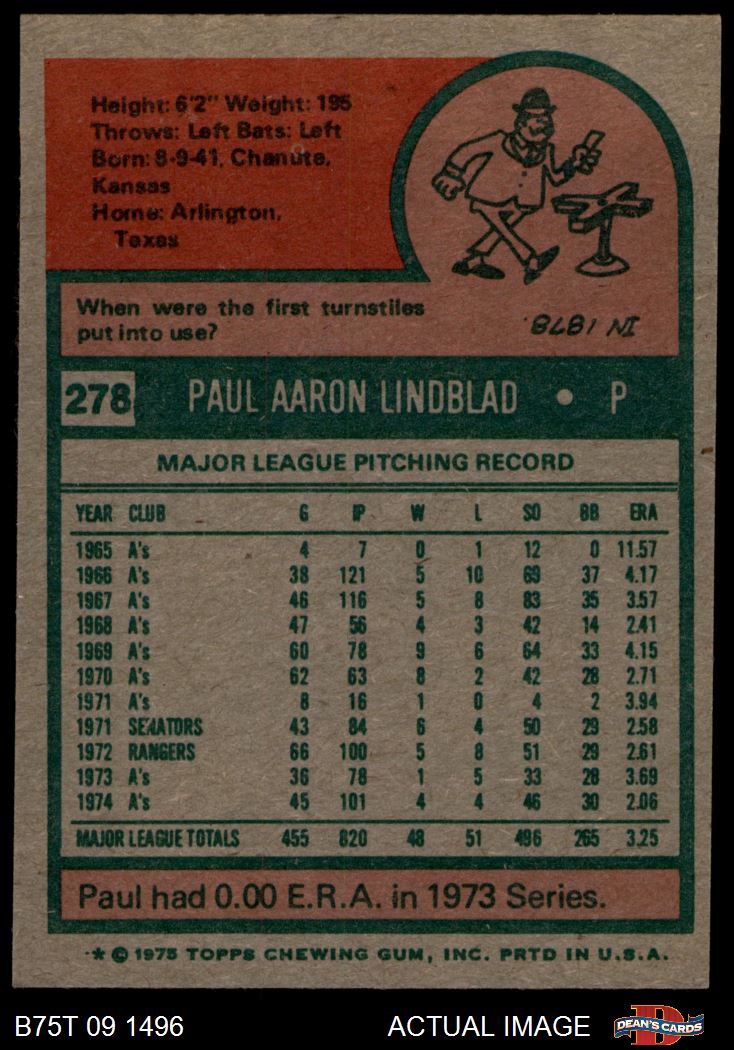 Height: 6'2" Weight: 195
Throws: Left Bats: Left
Born: 8-9-41, Chanute,
Kansas
Home: Arlington,
Texas
When were the first turnstiles
put into use?
IN 1878.
278 PAUL AARON LINDBLAD • P
MAJOR LEAGUE PITCHING RECORD
YEAR CLUB G IP W L SO BB ERA
1965 A's 4 7 0 1 12 0 11.57
1966 A's 38 121 5 10 69 37 4.17
1967 A's 46 116 5 8 83 35 3.57
1968 A's 47 56 4 3 42 14 2.41
1969 A's 60 78 9 6 64 33 4.15
1970 A's 62 63 8 2 42 28 2.71
1971 A's 8 16 1 0 4 2 3.94
1971 SENATORS 43 84 6 4 50 29 2.58
1972 RANGERS 66 100 5 8 51 29 2.61
1973 A's 36 78 1 5 33 28 3.69
1974 A's 45 101 4 4 46 30 2.06
MAJOR LEAGUE TOTALS 455 820 48 51 496 265 3.25
Paul had 0.00 E.R.A. in 1973 Series.
* © 1975 TOPPS CHEWING GUM, INC. PRTD IN U.S.A.
B75T 09 1496 ACTUAL IMAGE DEAN'S CARDS